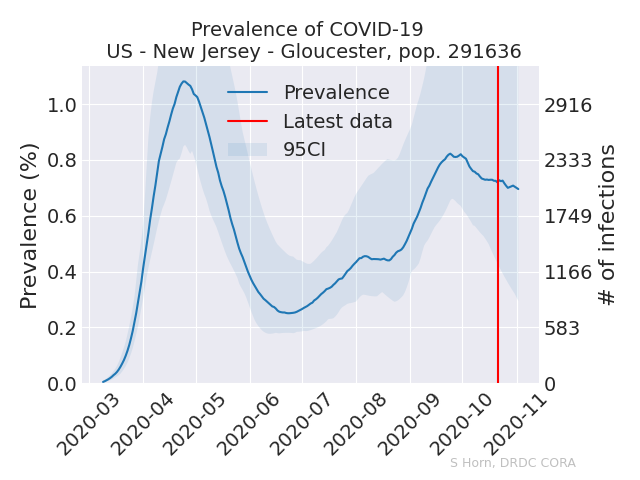 Prevalence of COVID-19
US - New Jersey - Gloucester, pop. 291636
Prevalence
Latest data
95CI
Prevalence (%)
1.0
0.8
0.6
0.4
0.2
0.0
2916
2333
1749
1166
583
0
# of infections
2020-03
2020-04
2020-05
2020-06
2020-07
2020-08
2020-09
2020-10
2020-11
S Horn, DRDC CORA